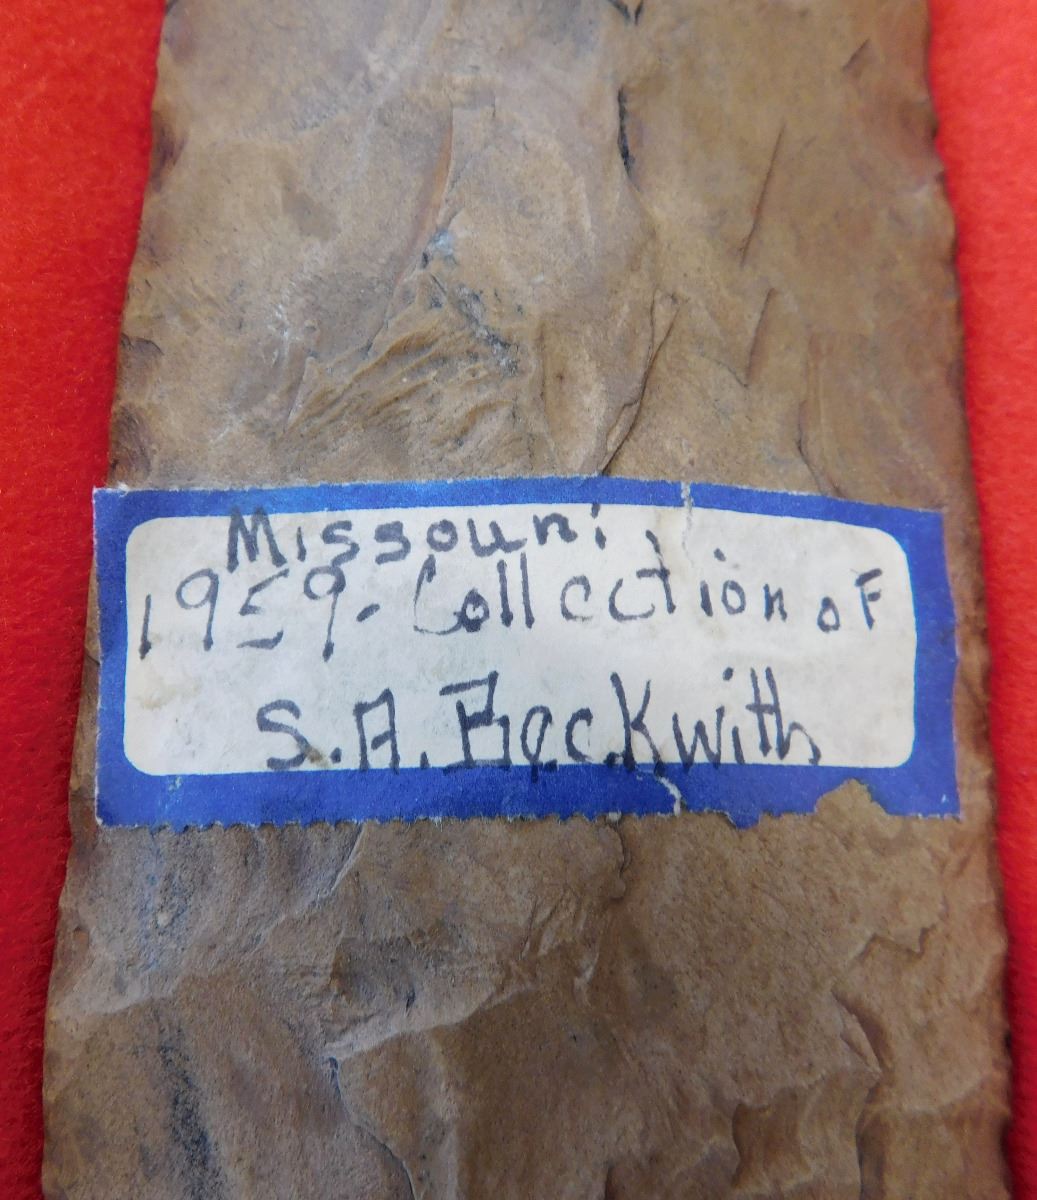 Missouri
1959. Collection of
S.A. Beckwith